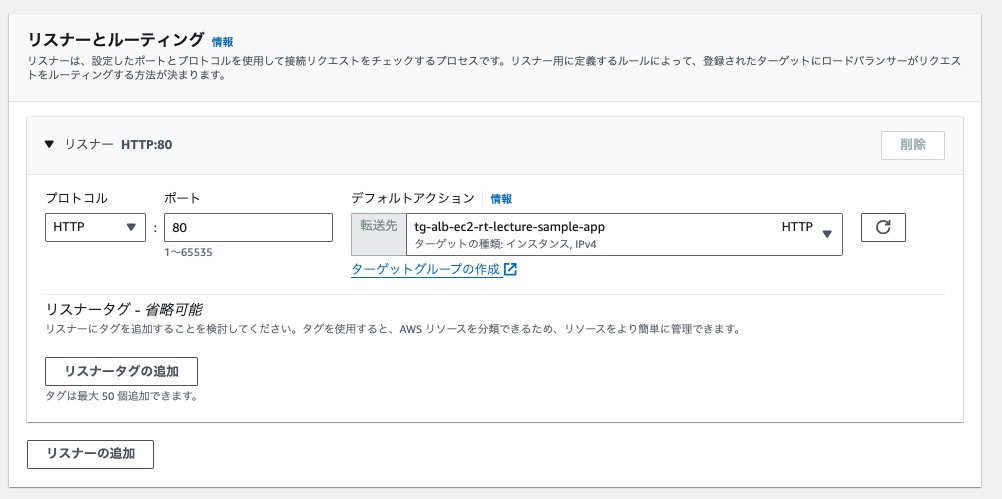 リスナーとルーティング 情報
リスナーは、設定したポートとプロトコルを使用して接続リクエストをチェックするプロセスです。リスナー用に定義するルールによって、登録されたターゲットにロードバランサーがリクエス
トをルーティングする方法が決まります。
▼ リスナー HTTP:80 削除
プロトコル ポート デフォルトアクション 情報
HTTP : 80 転送先 tg-alb-ec2-rt-lecture-sample-app HTTP
ターゲットの種類: インスタンス, IPv4
1〜65535
ターゲットグループの作成
リスナータグ - 省略可能
リスナーにタグを追加することを検討してください。タグを使用すると、AWS リソースを分類できるため、リソースをより簡単に管理できます。
リスナータグの追加
タグは最大 50 個追加できます。
リスナーの追加